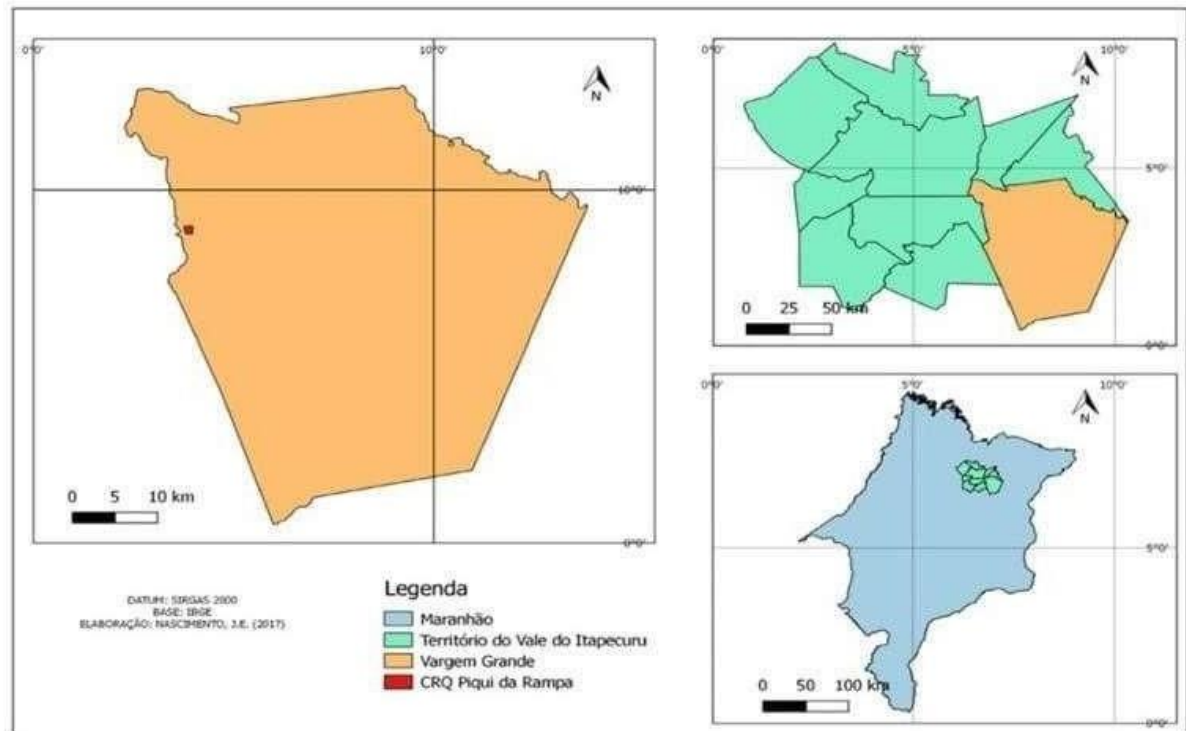 0°0'
10°0'
N
10°0'
0 5 10 km
0°0'
0°0'
5°0'
10°0'
N
5°0'
0 25 50 km
0°0'
0°0'
5°0'
10°0'
N
5°0'
0 50 100 km
0°0'
DATUM: SIRGAS 2000
BASE: IBGE
ELABORAÇÃO: NASCIMENTO, J.E. (2017)
Legenda
Maranhão
Território do Vale do Itapecuru
Vargem Grande
CRQ Piqui da Rampa